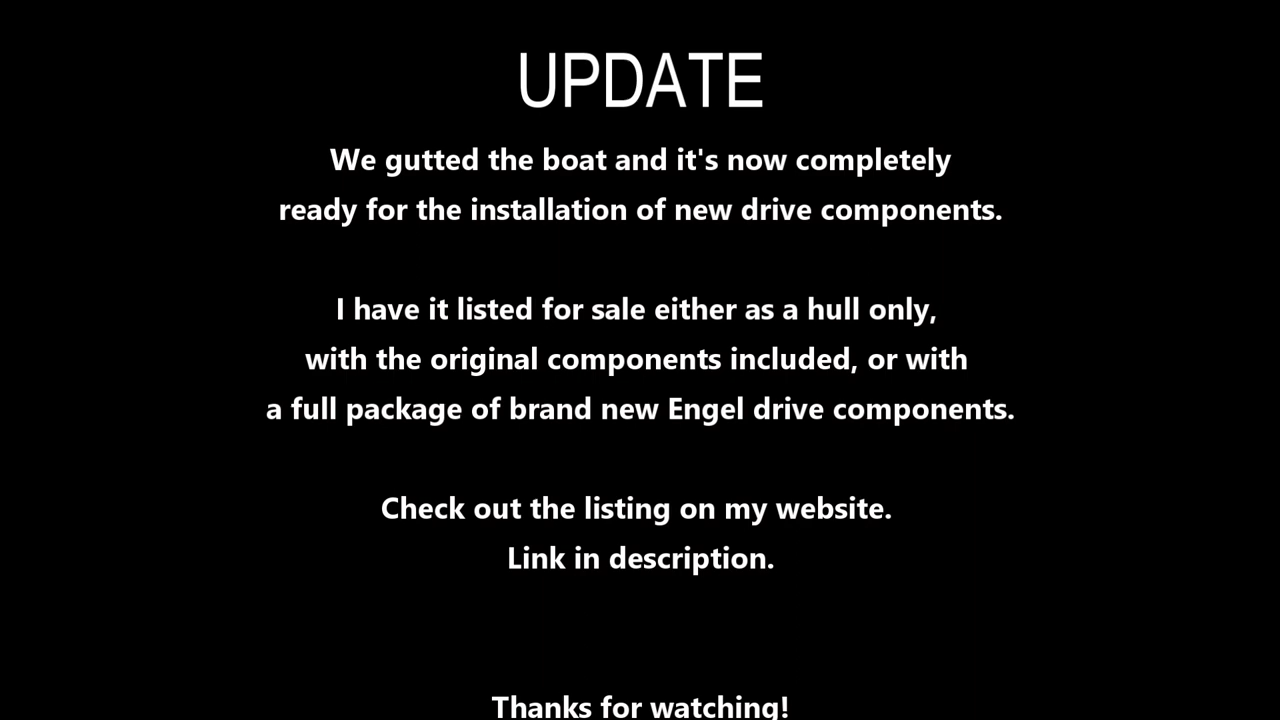 UPDATE
We gutted the boat and it's now completely
ready for the installation of new drive components.
I have it listed for sale either as a hull only,
with the original components included, or with
a full package of brand new Engel drive components.
Check out the listing on my website.
Link in description.
Thanks for watching!